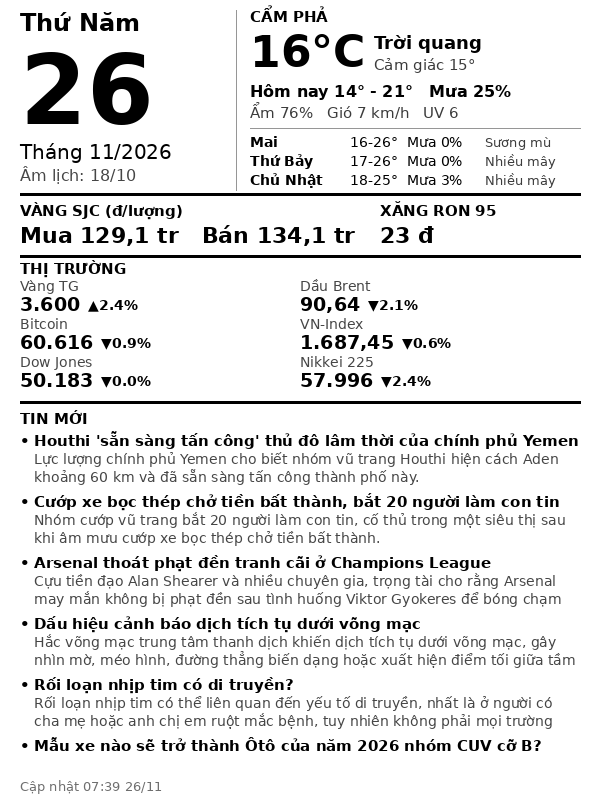 Thứ Năm
26
Tháng 11/2026
Âm lịch: 18/10
CẨM PHẢ
16°C Trời quang
Cảm giác 15°
Hôm nay 14° - 21° Mưa 25%
Ẩm 76% Gió 7 km/h UV 6
Mai 16-26° Mưa 0% Sương mù
Thứ Bảy 17-26° Mưa 0% Nhiều mây
Chủ Nhật 18-25° Mưa 3% Nhiều mây
VÀNG SJC (đ/lượng)
Mua 129,1 tr Bán 134,1 tr
XĂNG RON 95
23 đ
THỊ TRƯỜNG
Vàng TG
3.600 ▲2.4%
Dầu Brent
90,64 ▼2.1%
Bitcoin
60.616 ▼0.9%
VN-Index
1.687,45 ▼0.6%
Dow Jones
50.183 ▼0.0%
Nikkei 225
57.996 ▼2.4%
TIN MỚI
• Houthi 'sẵn sàng tấn công' thủ đô lâm thời của chính phủ Yemen
Lực lượng chính phủ Yemen cho biết nhóm vũ trang Houthi hiện cách Aden
khoảng 60 km và đã sẵn sàng tấn công thành phố này.
• Cướp xe bọc thép chở tiền bất thành, bắt 20 người làm con tin
Nhóm cướp vũ trang bắt 20 người làm con tin, cố thủ trong một siêu thị sau
khi âm mưu cướp xe bọc thép chở tiền bất thành.
• Arsenal thoát phạt đền tranh cãi ở Champions League
Cựu tiền đạo Alan Shearer và nhiều chuyên gia, trọng tài cho rằng Arsenal
may mắn không bị phạt đền sau tình huống Viktor Gyokeres để bóng chạm
• Dấu hiệu cảnh báo dịch tích tụ dưới võng mạc
Hắc võng mạc trung tâm thanh dịch khiến dịch tích tụ dưới võng mạc, gây
nhìn mờ, méo hình, đường thẳng biến dạng hoặc xuất hiện điểm tối giữa tầm
• Rối loạn nhịp tim có di truyền?
Rối loạn nhịp tim có thể liên quan đến yếu tố di truyền, nhất là ở người có
cha mẹ hoặc anh chị em ruột mắc bệnh, tuy nhiên không phải mọi trường
• Mẫu xe nào sẽ trở thành Ôtô của năm 2026 nhóm CUV cỡ B?
Cập nhật 07:39 26/11